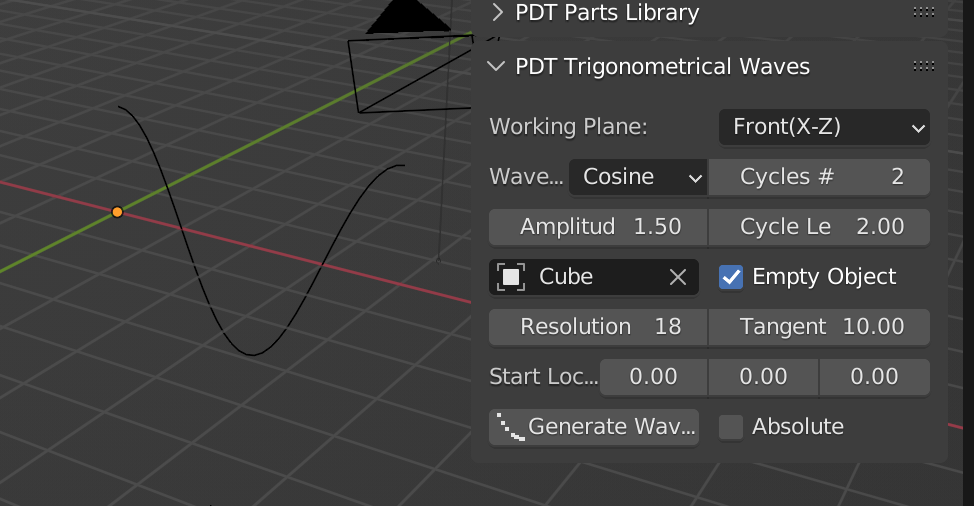 PDT Parts Library
PDT Trigonometrical Waves
Working Plane: Front(X-Z)
Wave... Cosine Cycles # 2
Amplitud 1.50 Cycle Le 2.00
Cube Empty Object
Resolution 18 Tangent 10.00
Start Loc... 0.00 0.00 0.00
Generate Wav... Absolute